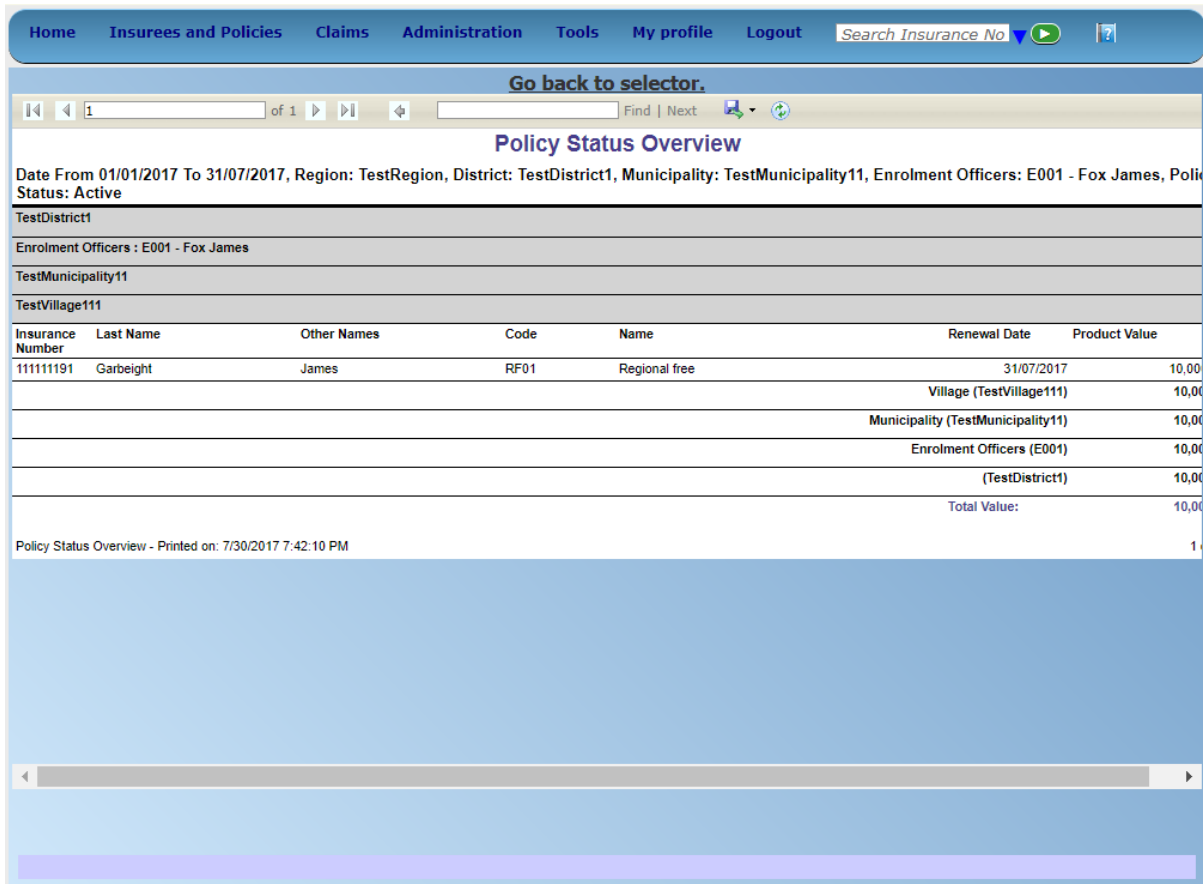 Home Insurees and Policies Claims Administration Tools My profile Logout Search Insurance No ?
Go back to selector.
1 of 1 Find | Next
Policy Status Overview
Date From 01/01/2017 To 31/07/2017, Region: TestRegion, District: TestDistrict1, Municipality: TestMunicipality11, Enrolment Officers: E001 - Fox James, Polic
Status: Active
TestDistrict1
Enrolment Officers : E001 - Fox James
TestMunicipality11
TestVillage111
Insurance Number Last Name Other Names Code Name Renewal Date Product Value
111111191 Garbeight James RF01 Regional free 31/07/2017 10,00
Village (TestVillage111) 10,00
Municipality (TestMunicipality11) 10,00
Enrolment Officers (E001) 10,00
(TestDistrict1) 10,00
Total Value: 10,00
Policy Status Overview - Printed on: 7/30/2017 7:42:10 PM 1